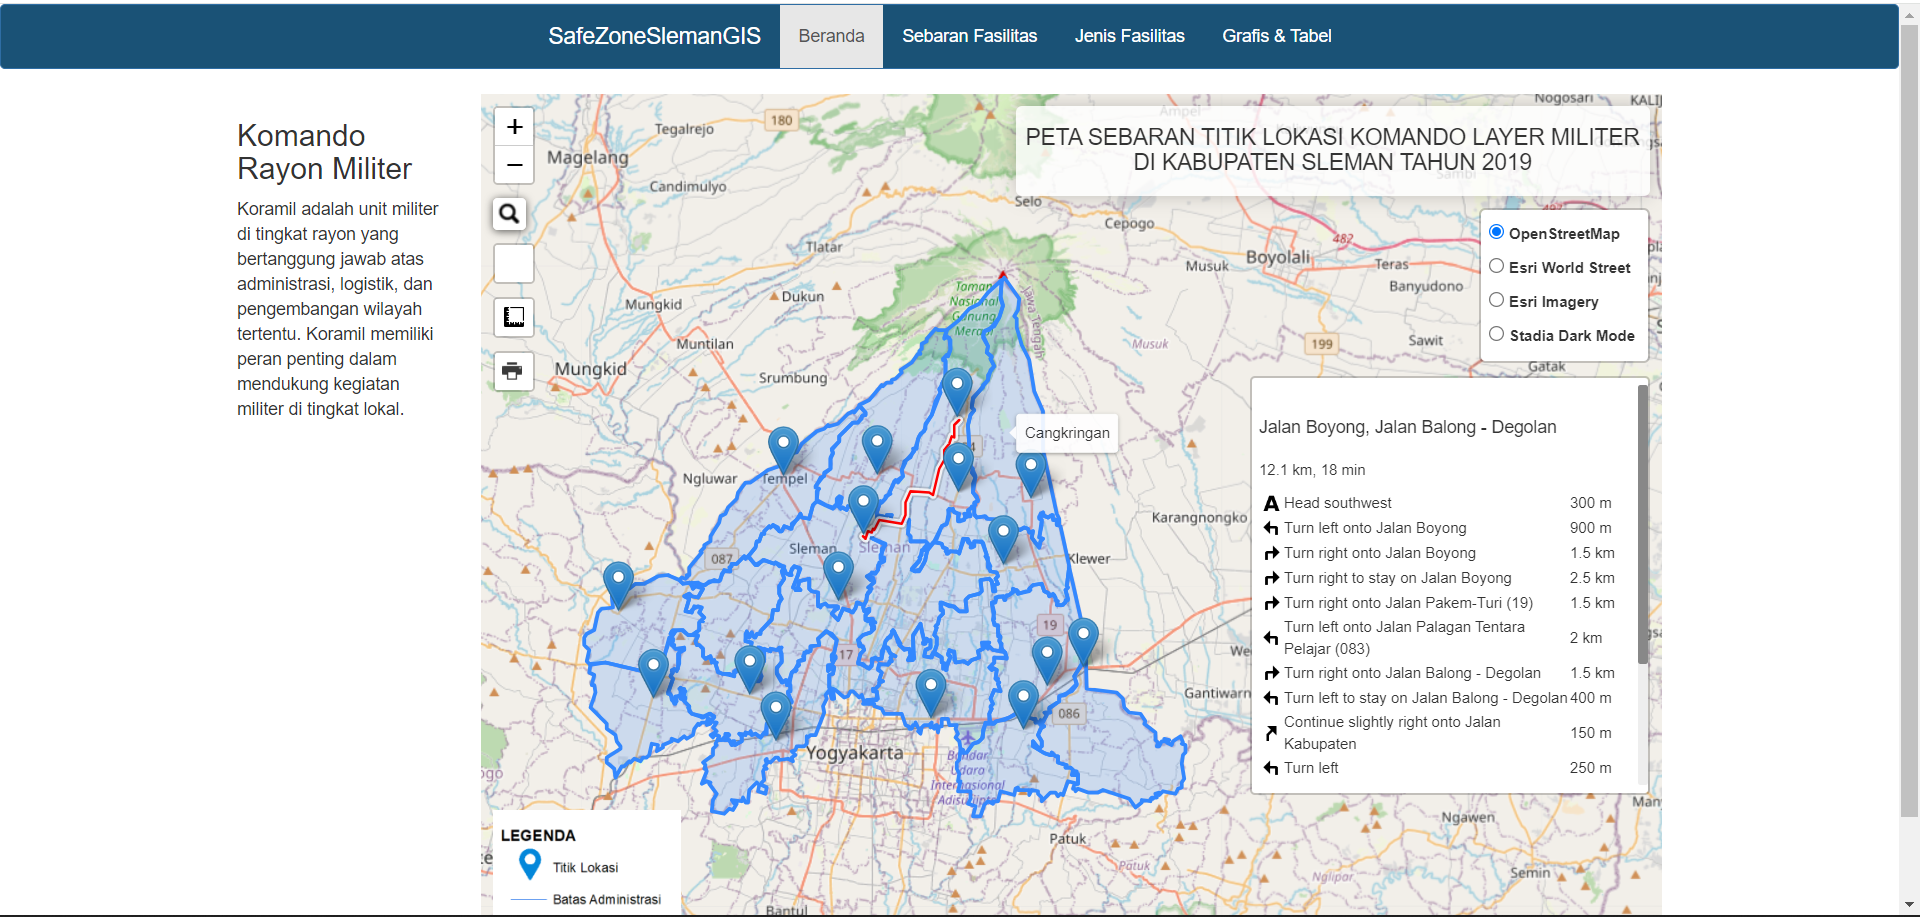 SafeZoneSlemanGIS
Beranda
Sebaran Fasilitas
Jenis Fasilitas
Grafis & Tabel
Komando
Rayon Militer
Koramil adalah unit militer
di tingkat rayon yang
bertanggung jawab atas
administrasi, logistik, dan
pengembangan wilayah
tertentu. Koramil memiliki
peran penting dalam
mendukung kegiatan
militer di tingkat lokal.
+
−
PETA SEBARAN TITIK LOKASI KOMANDO LAYER MILITER
DI KABUPATEN SLEMAN TAHUN 2019
OpenStreetMap
Esri World Street
Esri Imagery
Stadia Dark Mode
Nogosari
Tegalrejo
180
Magelang
Candimulyo
Selo
Cepogo
482
Tlatar
Boyolali
Musuk
Teras
Banyudono
Dukun
Mungkid
Taman
Nasional
Gunung
Merapi
Jawa Tengah
Muntilan
Musuk
199
Sawit
Mungkid
Srumbung
Gatak
Cangkringan
Ngluwar
Tempel
Karangnongko
Sleman
Sleman
087
Klewer
19
17
086
Gantiwarn
Yogyakarta
Bandar
Udara
Internasional
Adisutjipto
Patuk
Patuk
Ngawen
Nglipar
Semin
Bantul
Jalan Boyong, Jalan Balong - Degolan
12.1 km, 18 min
Head southwest 300 m
Turn left onto Jalan Boyong 900 m
Turn right onto Jalan Boyong 1.5 km
Turn right to stay on Jalan Boyong 2.5 km
Turn right onto Jalan Pakem-Turi (19) 1.5 km
Turn left onto Jalan Palagan Tentara
Pelajar (083) 2 km
Turn right onto Jalan Balong - Degolan 1.5 km
Turn left to stay on Jalan Balong - Degolan 400 m
Continue slightly right onto Jalan
Kabupaten 150 m
Turn left 250 m
LEGENDA
Titik Lokasi
Batas Administrasi